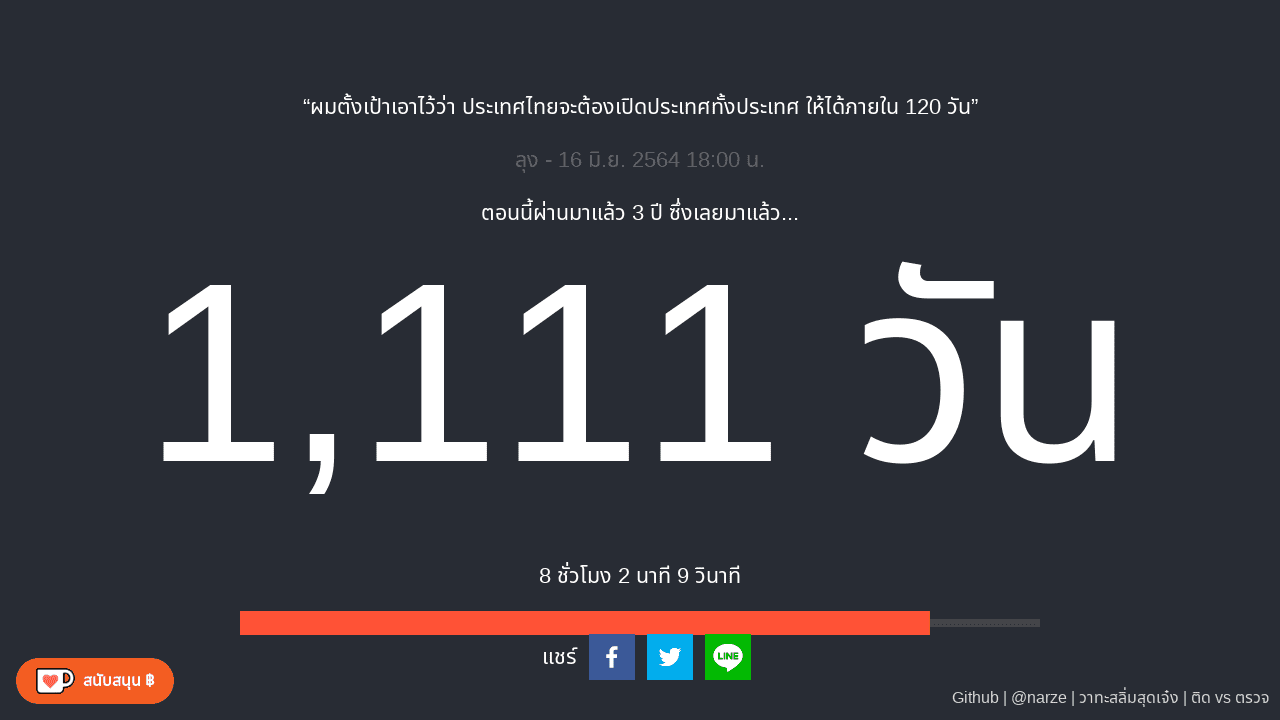 “ผมตั้งเป้าเอาไว้ว่า ประเทศไทยจะต้องเปิดประเทศทั้งประเทศ ให้ได้ภายใน 120 วัน”
ลุง - 16 มิ.ย. 2564 18:00 น.
ตอนนี้ผ่านมาแล้ว 3 ปี ซึ่งเลยมาแล้ว...
1,111 วัน
8 ชั่วโมง 2 นาที 9 วินาที
แชร์
LINE
สนับสนุน ฿
Github | @narze | วาทะสลิ่มสุดเจ๋ง | ติด vs ตรวจ